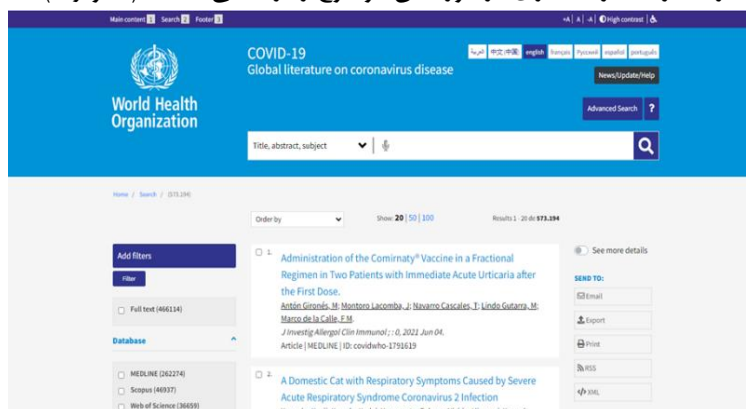 Main content 1 Search 2 Footer 3
+A | A | -A | High contrast |
COVID-19
Global literature on coronavirus disease
العربية 中文 (中国) english français Русский español português
News/Update/Help
World Health
Organization
Advanced Search ?
Title, abstract, subject
Home / Search / (573.194)
Order by
Show: 20 | 50 | 100
Results 1 - 20 de 573.194
Add filters
Filter
Full text (466114)
Database
MEDLINE (262274)
Scopus (46937)
Web of Science (36659)
1.
Administration of the Comirnaty® Vaccine in a Fractional
Regimen in Two Patients with Immediate Acute Urticaria after
the First Dose.
Antón Gironés, M; Montoro Lacomba, J; Navarro Cascales, T; Lindo Gutarra, M;
Marco de la Calle, F M.
J Investig Allergol Clin Immunol ; : 0, 2021 Jun 04.
Article | MEDLINE | ID: covidwho-1791619
2.
A Domestic Cat with Respiratory Symptoms Caused by Severe
Acute Respiratory Syndrome Coronavirus 2 Infection
See more details
SEND TO:
Email
Export
Print
RSS
XML